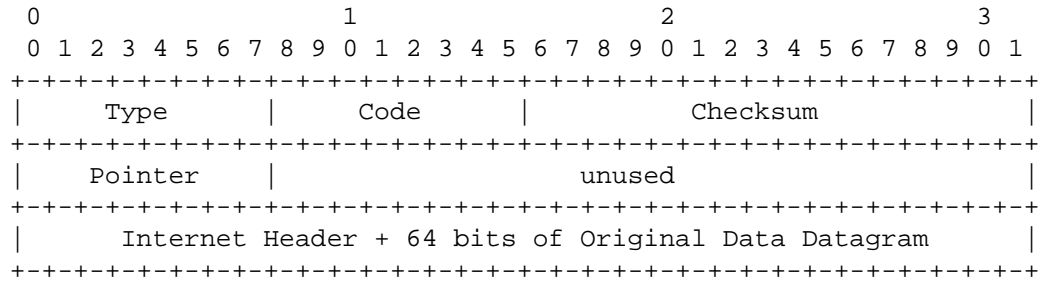 0                   1                   2                   3
 0 1 2 3 4 5 6 7 8 9 0 1 2 3 4 5 6 7 8 9 0 1 2 3 4 5 6 7 8 9 0 1
+-+-+-+-+-+-+-+-+-+-+-+-+-+-+-+-+-+-+-+-+-+-+-+-+-+-+-+-+-+-+-+-+
|     Type      |     Code      |          Checksum             |
+-+-+-+-+-+-+-+-+-+-+-+-+-+-+-+-+-+-+-+-+-+-+-+-+-+-+-+-+-+-+-+-+
|    Pointer    |                   unused                      |
+-+-+-+-+-+-+-+-+-+-+-+-+-+-+-+-+-+-+-+-+-+-+-+-+-+-+-+-+-+-+-+-+
|      Internet Header + 64 bits of Original Data Datagram      |
+-+-+-+-+-+-+-+-+-+-+-+-+-+-+-+-+-+-+-+-+-+-+-+-+-+-+-+-+-+-+-+-+